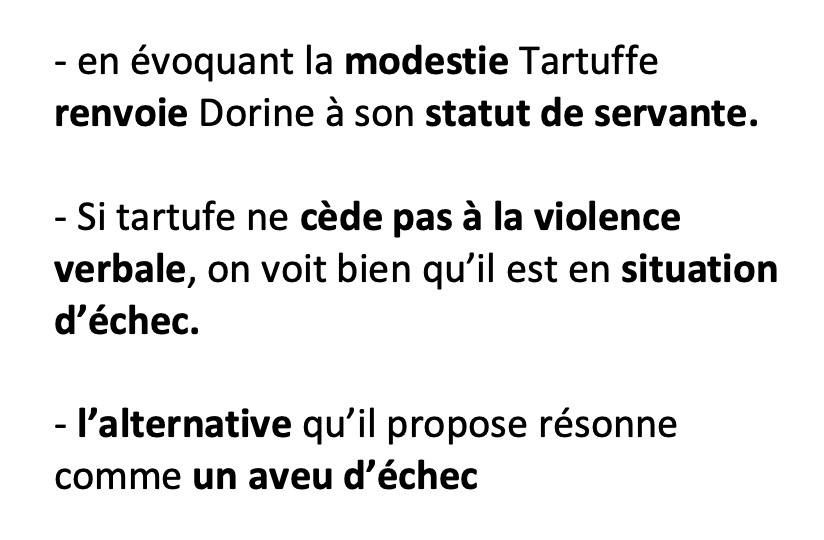 - en évoquant la modestie Tartuffe
renvoie Dorine à son statut de servante.
- Si tartufe ne cède pas à la violence
verbale, on voit bien qu’il est en situation
d’échec.
- l’alternative qu’il propose résonne
comme un aveu d’échec